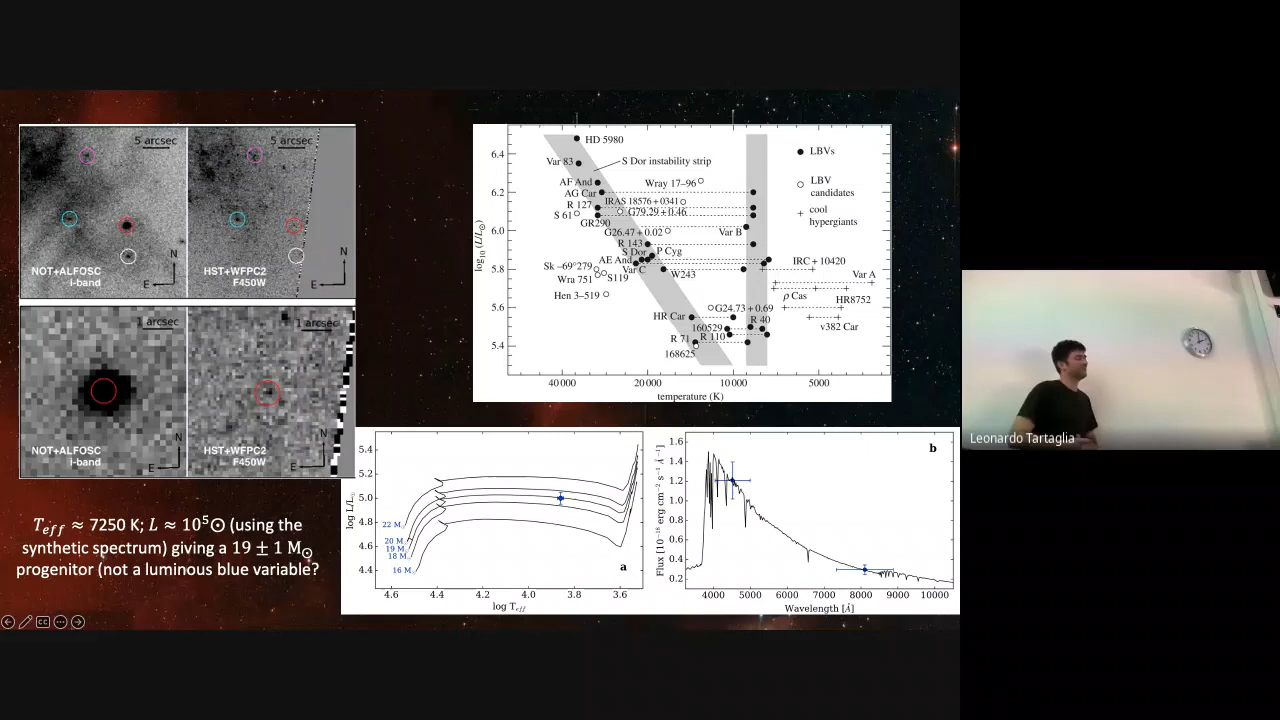 5 arcsec
NOT+ALFOSC
i-band
N
E
5 arcsec
HST+WFPC2
F450W
N
E
1 arcsec
NOT+ALFOSC
i-band
N
E
1 arcsec
HST+WFPC2
F450W
N
E
T_eff ≈ 7250 K; L ≈ 10^5⊙ (using the
synthetic spectrum) giving a 19 ± 1 M⊙
progenitor (not a luminous blue variable?
HD 5980
Var 83
S Dor instability strip
AF And
Wray 17–96
AG Car
IRAS 18576+0341
R 127
G79.29+0.46
S 61
GR290
G26.47+0.02
Var B
R 143
S Dor
P Cyg
AE And
IRC+10420
Sk –69°279
Var C
W243
Var A
Wra 751
S119
ρ Cas
Hen 3–519
HR8752
G24.73+0.69
HR Car
R 40
160529
v382 Car
R 110
R 71
168625
LBVs
LBV
candidates
cool
hypergiants
log10 (L/L⊙)
6.4
6.2
6.0
5.8
5.6
5.4
40000
20000
10000
5000
temperature (K)
log L/L⊙
5.4
5.2
5.0
4.8
4.6
4.4
22 M
20 M
19 M
18 M
16 M
a
4.6
4.4
4.2
4.0
3.8
3.6
log T_eff
Flux [10^-18 erg cm^-2 s^-1 Å^-1]
1.6
1.4
1.2
1.0
0.8
0.6
0.4
0.2
b
3000
4000
5000
6000
7000
8000
9000
10000
Wavelength [Å]
CC
Leonardo Tartaglia